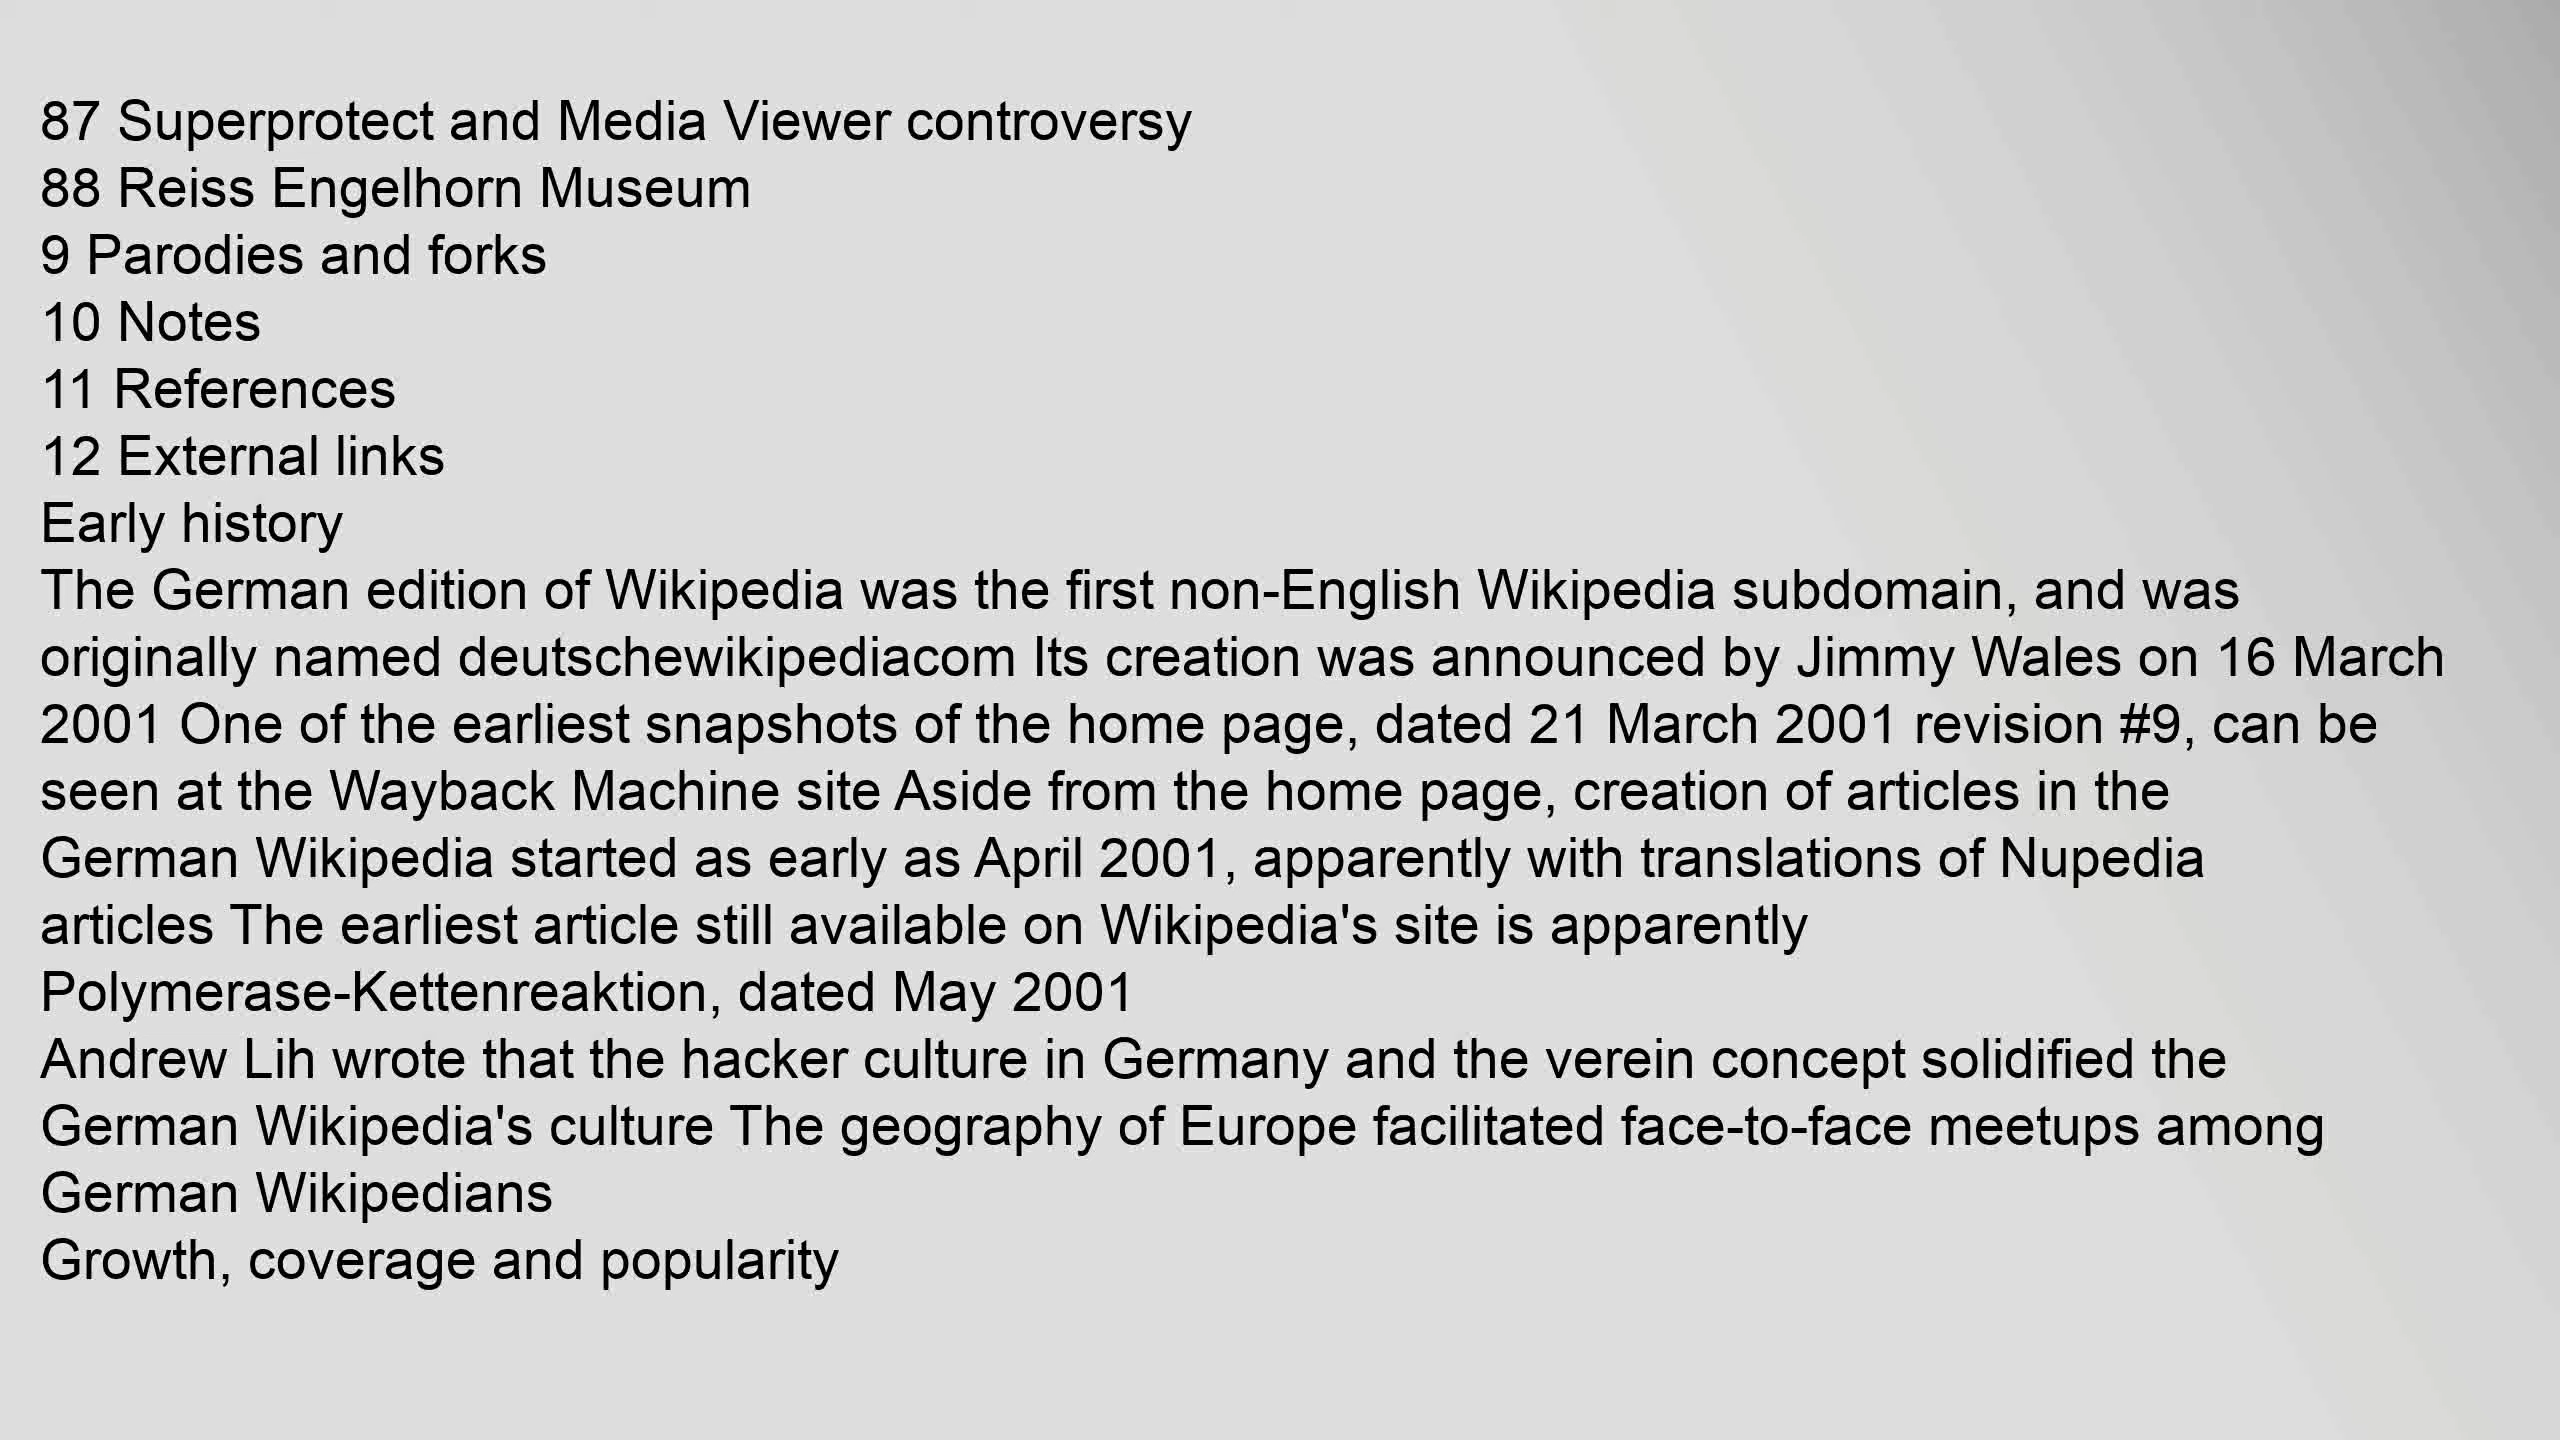 87 Superprotect and Media Viewer controversy
88 Reiss Engelhorn Museum
9 Parodies and forks
10 Notes
11 References
12 External links
Early history
The German edition of Wikipedia was the first non-English Wikipedia subdomain, and was
originally named deutschewikipediacom Its creation was announced by Jimmy Wales on 16 March
2001 One of the earliest snapshots of the home page, dated 21 March 2001 revision #9, can be
seen at the Wayback Machine site Aside from the home page, creation of articles in the
German Wikipedia started as early as April 2001, apparently with translations of Nupedia
articles The earliest article still available on Wikipedia's site is apparently
Polymerase-Kettenreaktion, dated May 2001
Andrew Lih wrote that the hacker culture in Germany and the verein concept solidified the
German Wikipedia's culture The geography of Europe facilitated face-to-face meetups among
German Wikipedians
Growth, coverage and popularity